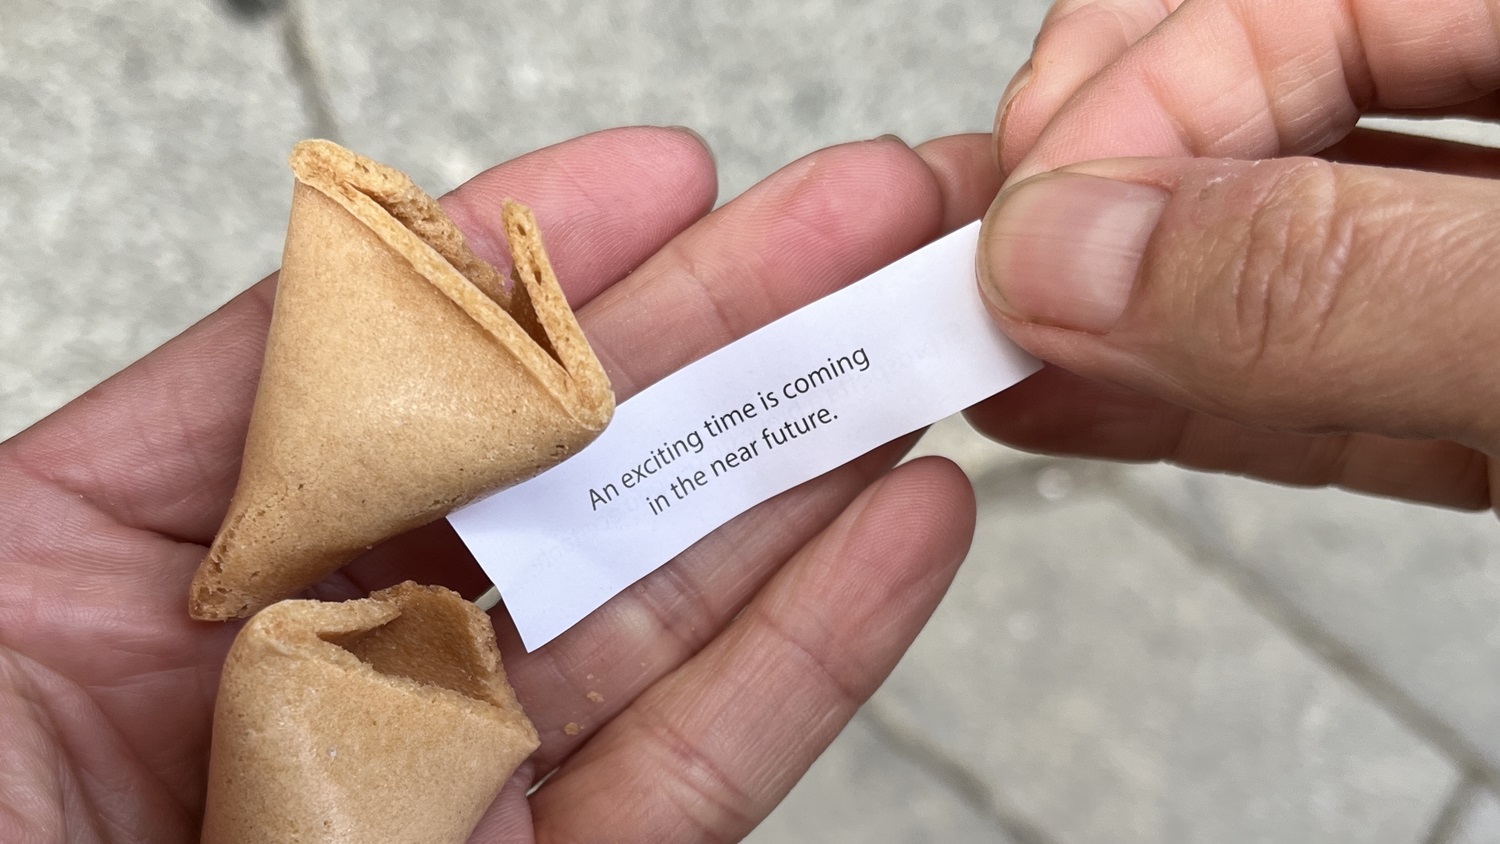 An exciting time is coming
in the near future.